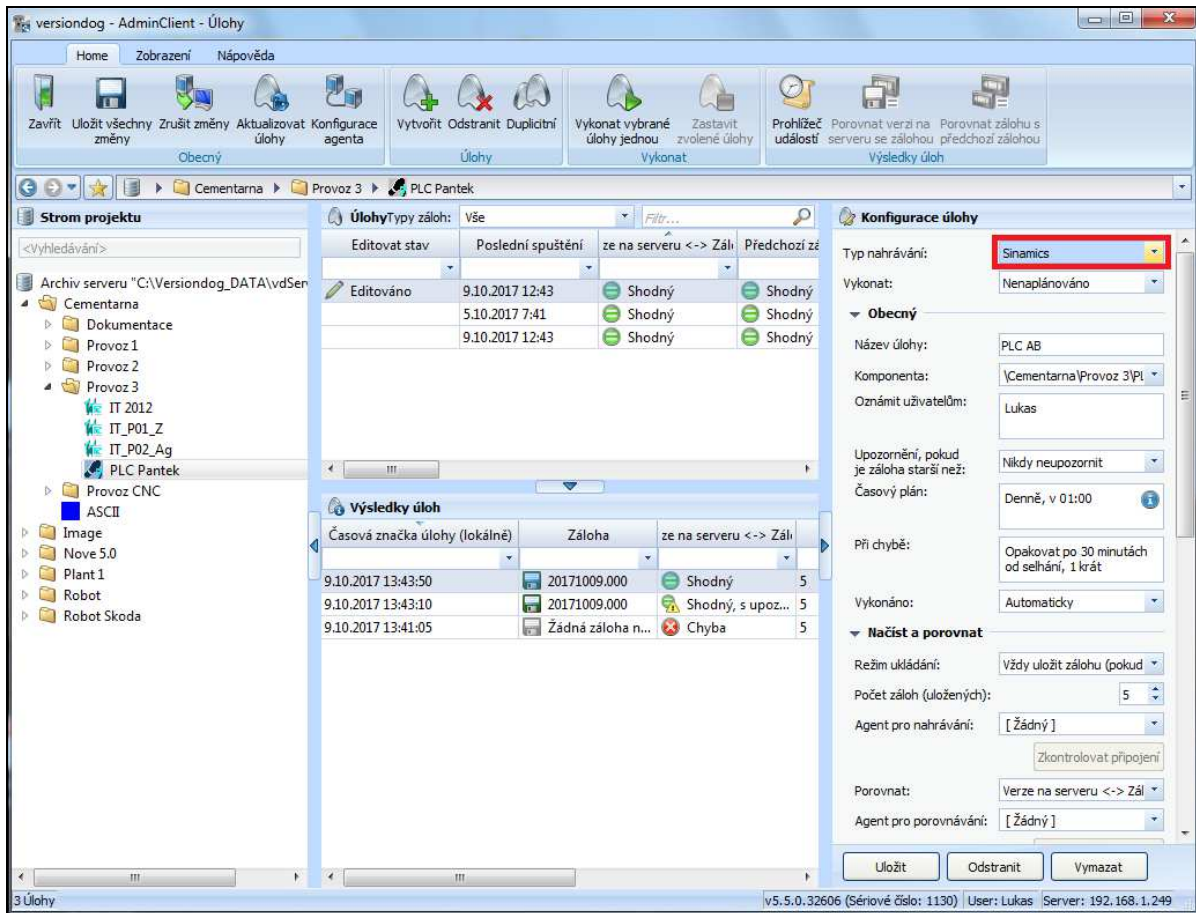 versiondog - AdminClient - Úlohy
Home Zobrazení Nápověda
Zavřít Uložit všechny změny Zrušit změny Aktualizovat úlohy Konfigurace agenta
Obecný
Vytvořit Odstranit Duplicitní
Úlohy
Vykonat vybrané úlohy jednou Zastavit zvolené úlohy
Vykonat
Prohlížeč událostí Porovnat verzi na serveru se zálohou Porovnat zálohu s předchozí zálohou
Výsledky úloh
Cementarna Provoz 3 PLC Pantek
Strom projektu
<Vyhledávání>
Archiv serveru "C:\Versiondog_DATA\vdSer
Cementarna
Dokumentace
Provoz 1
Provoz 2
Provoz 3
IT 2012
IT_P01_Z
IT_P02_Ag
PLC Pantek
Provoz CNC
ASCII
Image
Nove 5.0
Plant 1
Robot
Robot Skoda
Úlohy Typy záloh: Vše Filtr...
Editovat stav Poslední spuštění ze na serveru <-> Zál Předchozí zá
Editováno 9.10.2017 12:43 Shodný Shodný
5.10.2017 7:41 Shodný Shodný
9.10.2017 12:43 Shodný Shodný
Výsledky úloh
Časová značka úlohy (lokálně) Záloha ze na serveru <-> Zál
9.10.2017 13:43:50 20171009.000 Shodný 5
9.10.2017 13:43:10 20171009.000 Shodný, s upoz... 5
9.10.2017 13:41:05 Žádná záloha n... Chyba 5
Konfigurace úlohy
Typ nahrávání: Sinamics
Vykonat: Nenaplánováno
Obecný
Název úlohy: PLC AB
Komponenta: \Cementarna\Provoz 3\PL
Oznámit uživatelům: Lukas
Upozornění, pokud
je záloha starší než: Nikdy neupozornit
Časový plán: Denně, v 01:00
Při chybě: Opakovat po 30 minutách
od selhání, 1 krát
Vykonáno: Automaticky
Načíst a porovnat
Režim ukládání: Vždy uložit zálohu (pokud
Počet záloh (uložených): 5
Agent pro nahrávání: [ Žádný ]
Zkontrolovat připojení
Porovnat: Verze na serveru <-> Zál
Agent pro porovnávání: [ Žádný ]
Uložit Odstranit Vymazat
3 Úlohy v5.5.0.32606 (Sériové číslo: 1130) User: Lukas Server: 192.168.1.249